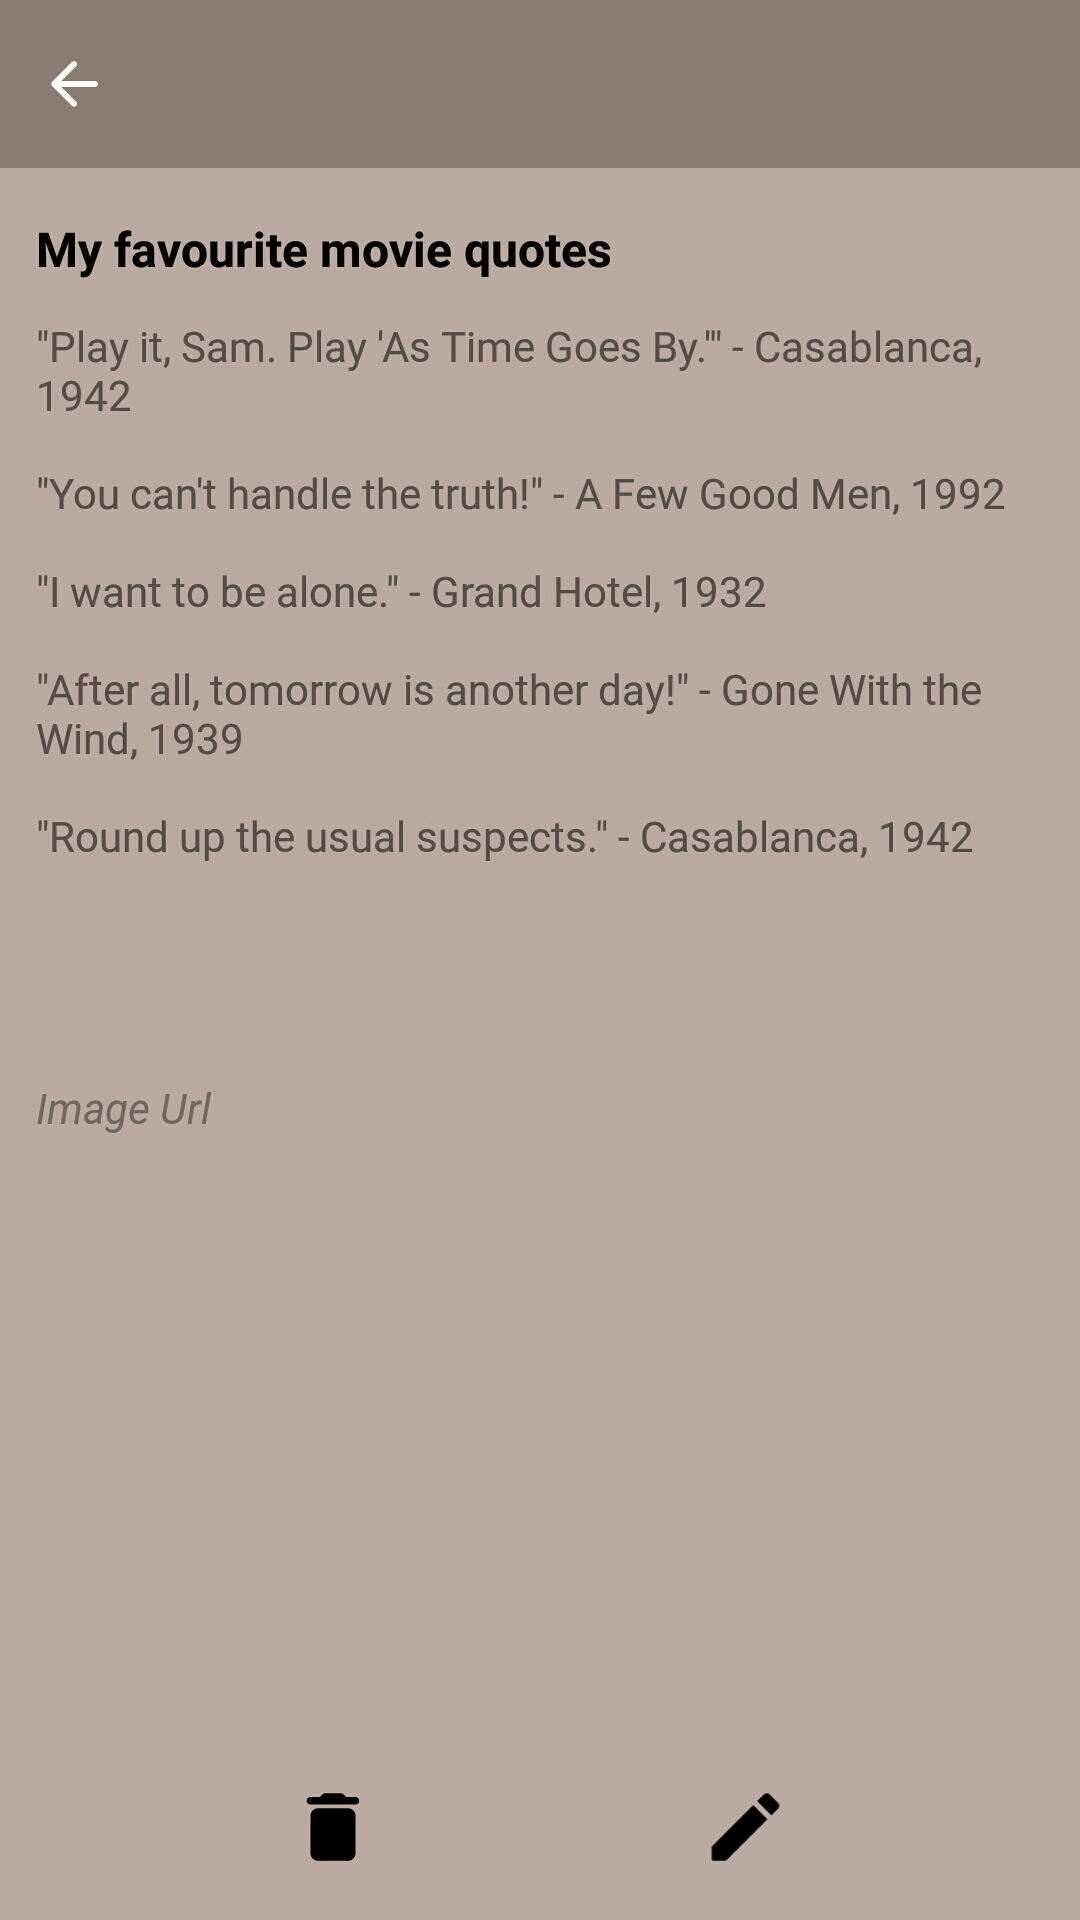 My favourite movie quotes
"Play it, Sam. Play 'As Time Goes By.'" - Casablanca,
1942
"You can't handle the truth!" - A Few Good Men, 1992
"I want to be alone." - Grand Hotel, 1932
"After all, tomorrow is another day!" - Gone With the
Wind, 1939
"Round up the usual suspects." - Casablanca, 1942
Image Url